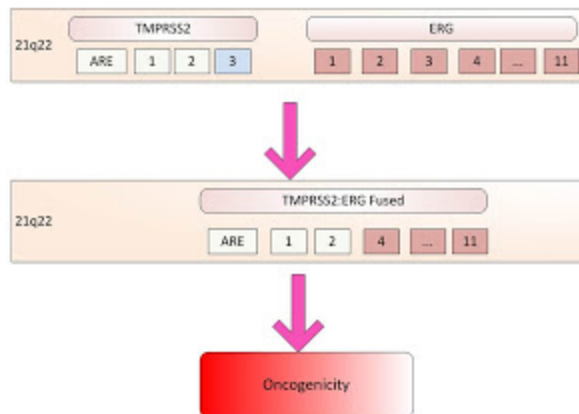 TMPRSS2 ERG
21q22
ARE 1 2 3 1 2 3 4 ... 11
TMPRSS2:ERG Fused
21q22
ARE 1 2 4 ... 11
Oncogenicity